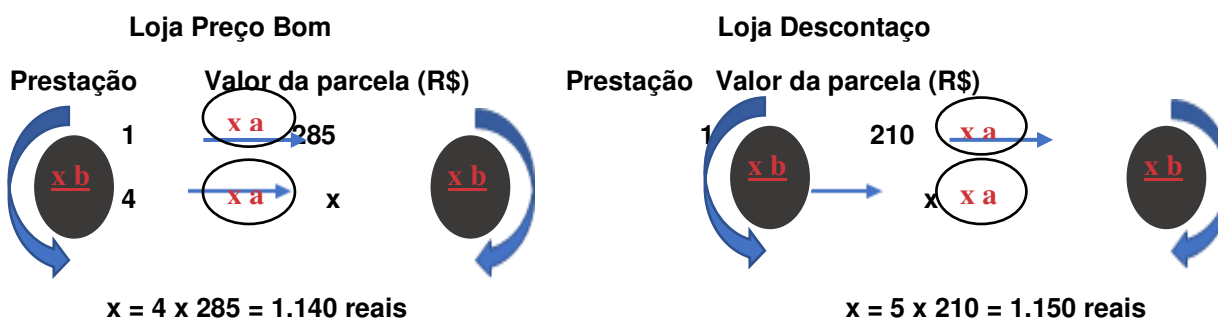 Loja Preço Bom
Prestação Valor da parcela (R$)
x a
1 285
x b
x b
4 x a x
x = 4 x 285 = 1.140 reais
Loja Descontaço
Prestação Valor da parcela (R$)
1 210 x a
x b
x b
x x a
x = 5 x 210 = 1.150 reais